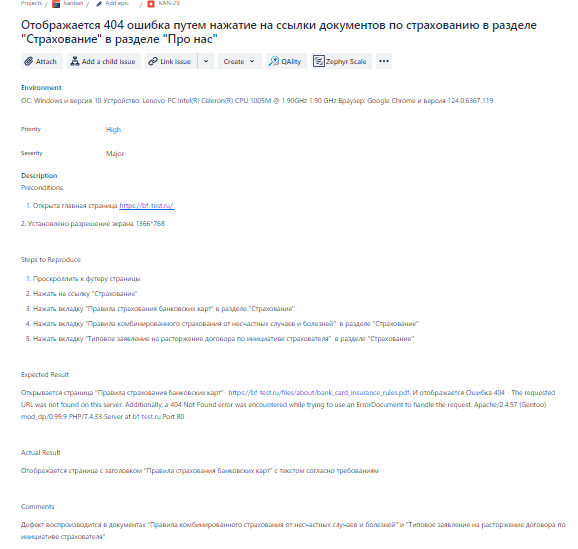 Projects / kanban / Add epic / KAN-29
Отображается 404 ошибка путем нажатие на ссылки документов по страхованию в разделе
"Страхование" в разделе "Про нас"
Attach Add a child issue Link issue Create QAlity Zephyr Scale ...
Environment
ОС: Windows и версия 10 Устройство: Lenovo-PC Intel(R) Celeron(R) CPU 1005M @ 1.90GHz 1.90 GHz Браузер: Google Chrome и версия 124.0.6367.119
Priority High
Severity Major
Description
Preconditions
1. Открыта главная страница https://bf-test.ru/
2. Установлено разрешение экрана 1366*768
Steps to Reproduce
1. Проскроллить к футеру страницы
2. Нажать на ссылку "Страхование"
3. Нажать вкладку "Правила страхования банковских карт" в разделе "Страхование"
4. Нажать вкладку "Правила комбинированного страхования от несчастных случаев и болезней" в разделе "Страхование"
5. Нажать вкладку "Типовое заявление на расторжение договора по инициативе страхователя" в разделе "Страхование"
Expected Result
Открывается страница "Правила страхования банковских карт"- https://bf-test.ru/files/about/bank_card_insurance_rules.pdf. И отображается Ошибка 404 - The requested
URL was not found on this server. Additionally, a 404 Not Found error was encountered while trying to use an ErrorDocument to handle the request. Apache/2.4.57 (Gentoo)
mod_dp/0.99.9 PHP/7.4.33 Server at bf-test.ru Port 80
Actual Result
Отображается страница с заголовком "Правила страхования банковских карт" с текстом согласно требованиям
Comments
Дефект воспроизводится в документах "Правила комбинированного страхования от несчастных случаев и болезней" и "Типовое заявление на расторжение договора по
инициативе страхователя"